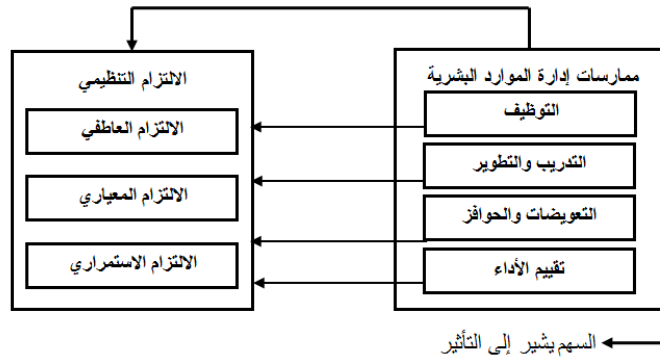 ممارسات إدارة الموارد البشرية
التوظيف
التدريب والتطوير
التعويضات والحوافز
تقييم الأداء
الالتزام التنظيمي
الالتزام العاطفي
الالتزام المعياري
الالتزام الاستمراري
السهم يشير إلى التأثير